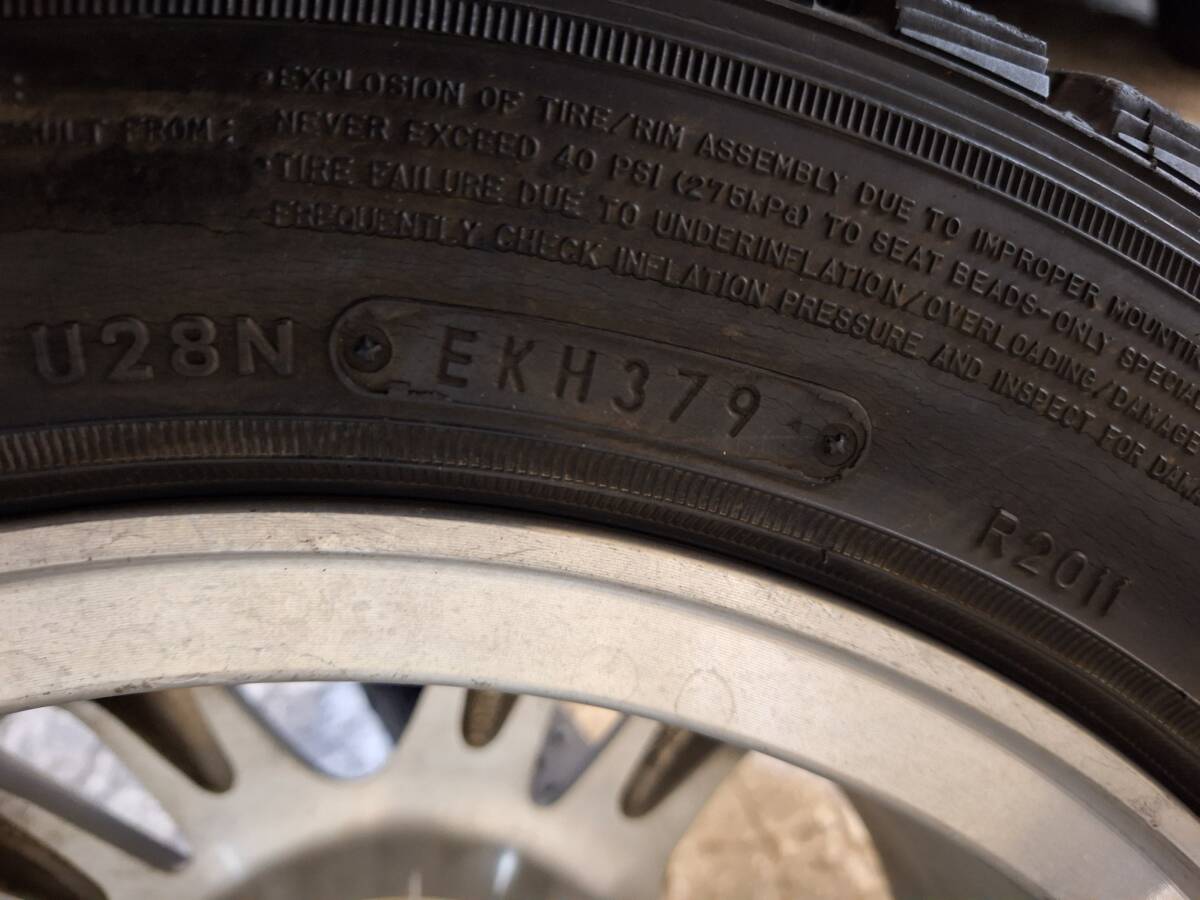 •EXPLOSION OF TIRE/RIM ASSEMBLY DUE TO IMPROPER MOUNTIN
FROM: NEVER EXCEED 40 PSI (275kPa) TO SEAT BEADS-ONLY SPECIA
•TIRE FAILURE DUE TO UNDERINFLATION/OVERLOADING/DAMAGE
FREQUENTLY CHECK INFLATION PRESSURE AND INSPECT FOR DAM
U28N EKH379
R2011